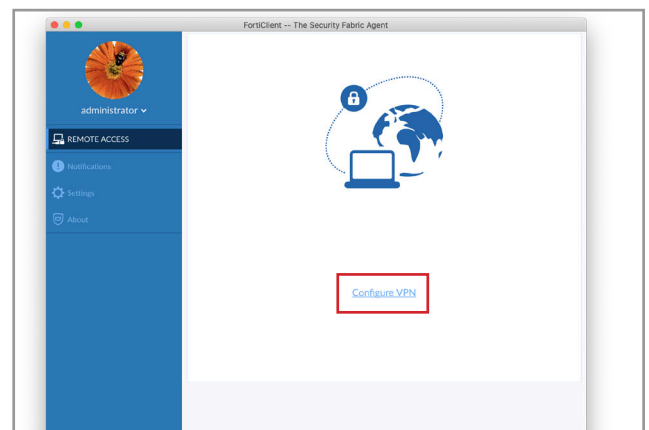 FortiClient -- The Security Fabric Agent
administrator
REMOTE ACCESS
Notifications
Settings
About
Configure VPN